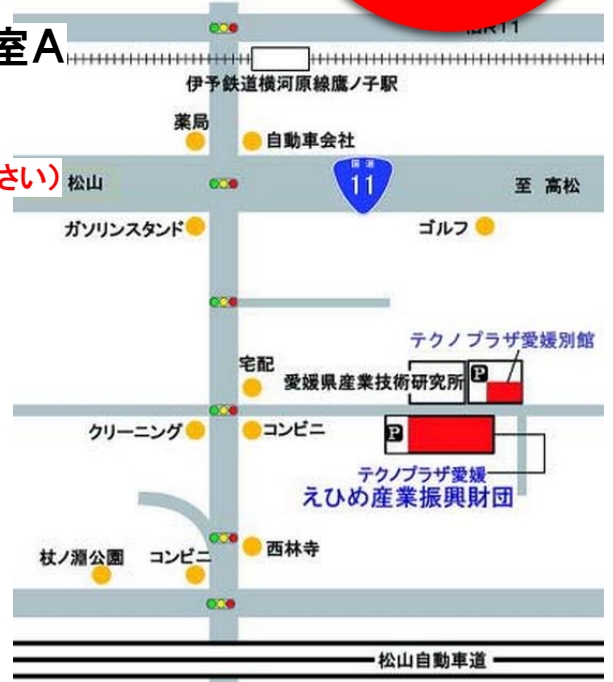 室A
旧R11
伊予鉄道横河原線鷹ノ子駅
薬局
自動車会社
さい）
松山
国道
11
至 高松
ガソリンスタンド
ゴルフ
テクノプラザ愛媛別館
宅配
愛媛県産業技術研究所
P
クリーニング
コンビニ
P
テクノプラザ愛媛
えひめ産業振興財団
西林寺
杖ノ淵公園
コンビニ
松山自動車道